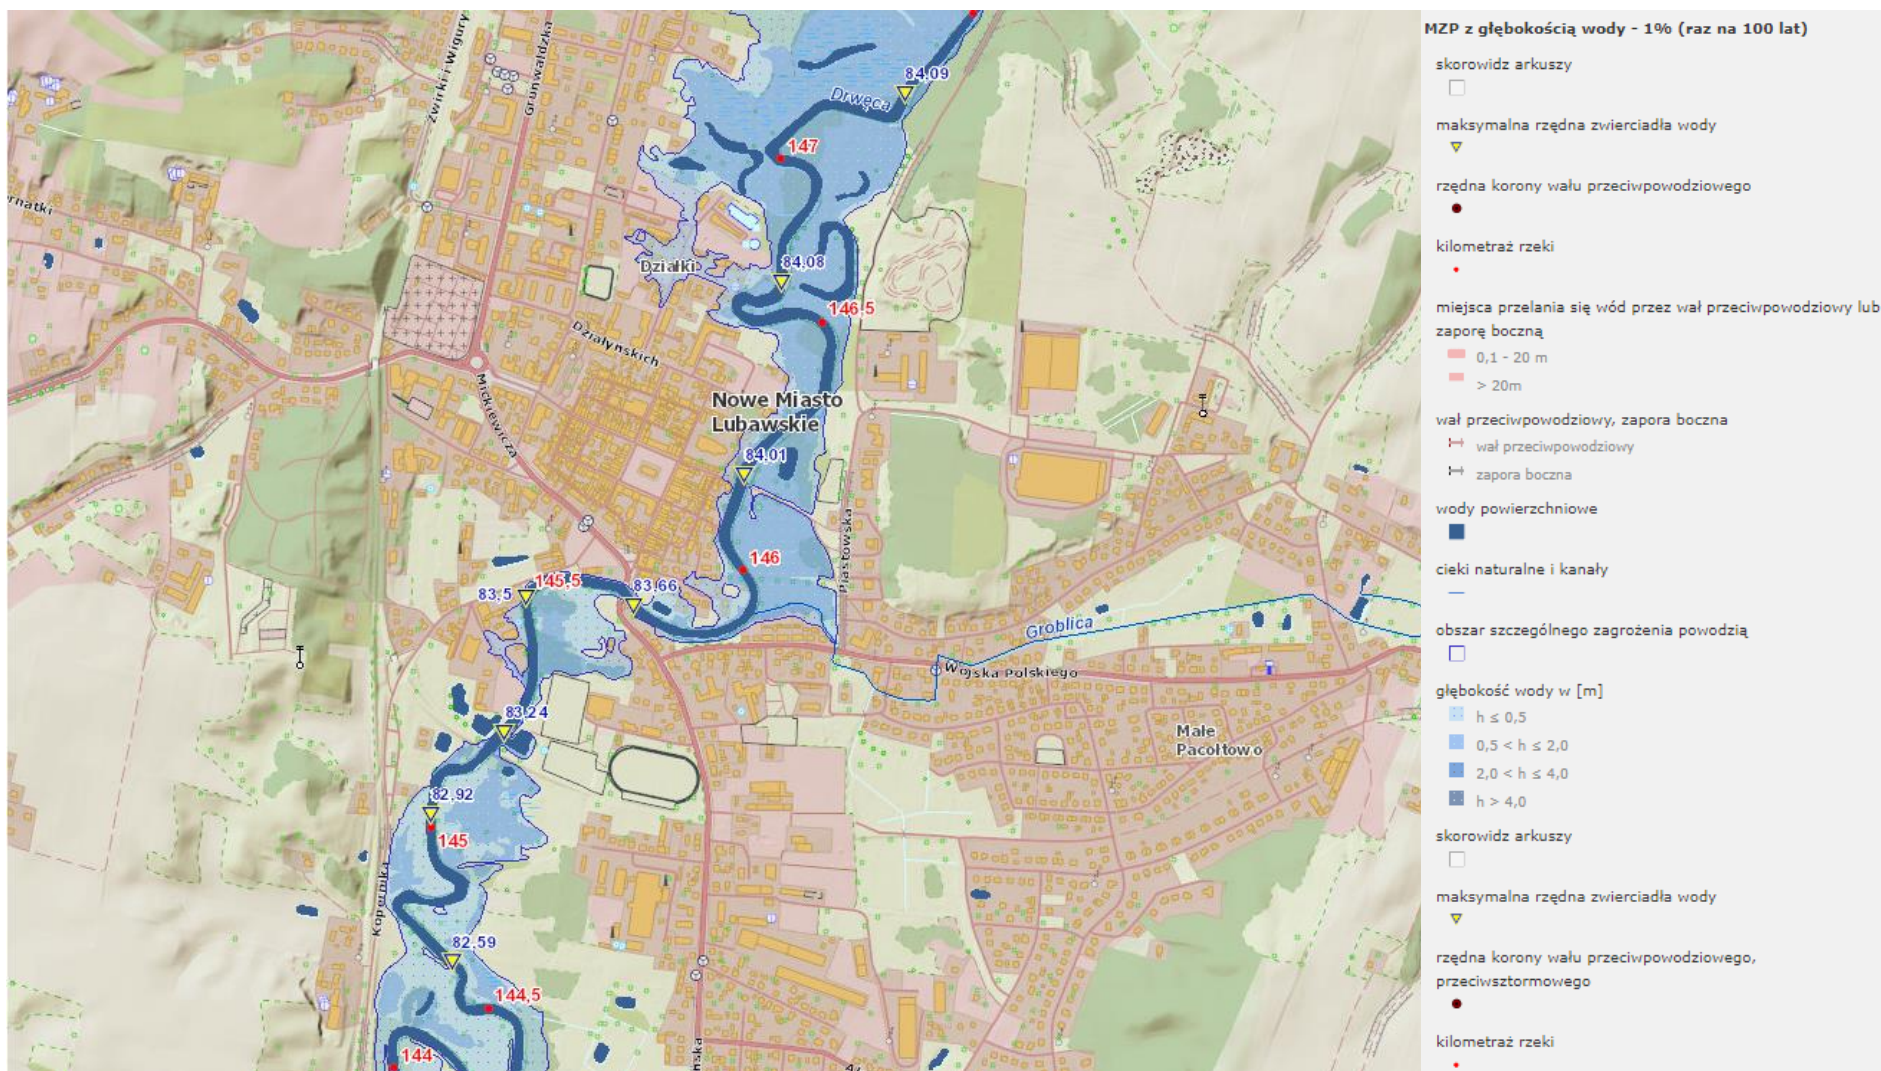 84,09
Drwęca
Żwirki i Wigury
Grunwaldzka
147
84,08
Działki
146,5
Działyńskich
Mickiewicza
Nowe Miasto
Lubawskie
84,01
Piastowska
146
145,5
83,5
83,66
Groblica
Wojska Polskiego
83,24
Małe
Pacołtowo
82,92
145
Kopernika
82,59
144,5
144
MZP z głębokością wody - 1% (raz na 100 lat)
skorowidz arkuszy
maksymalna rzędna zwierciadła wody
rzędna korony wału przeciwpowodziowego
kilometraż rzeki
miejsca przelania się wód przez wał przeciwpowodziowy lub
zaporę boczną
0,1 - 20 m
> 20m
wał przeciwpowodziowy, zapora boczna
wał przeciwpowodziowy
zapora boczna
wody powierzchniowe
cieki naturalne i kanały
obszar szczególnego zagrożenia powodzią
głębokość wody w [m]
h ≤ 0,5
0,5 < h ≤ 2,0
2,0 < h ≤ 4,0
h > 4,0
skorowidz arkuszy
maksymalna rzędna zwierciadła wody
rzędna korony wału przeciwpowodziowego,
przeciwsztormowego
kilometraż rzeki